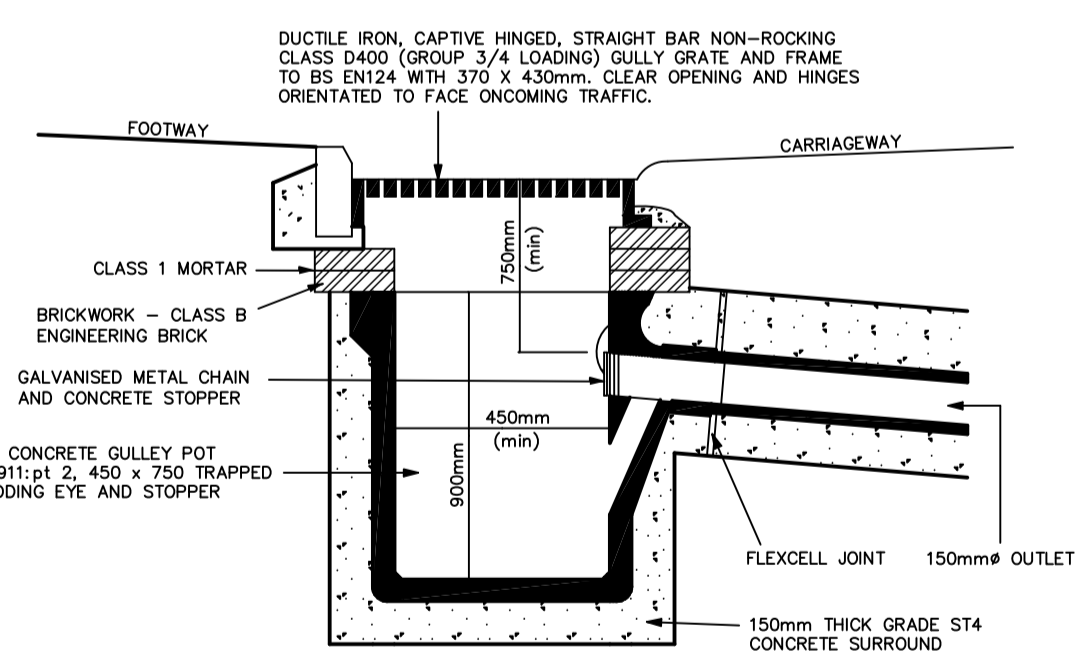 DUCTILE IRON, CAPTIVE HINGED, STRAIGHT BAR NON-ROCKING
CLASS D400 (GROUP 3/4 LOADING) GULLY GRATE AND FRAME
TO BS EN124 WITH 370 X 430mm. CLEAR OPENING AND HINGES
ORIENTATED TO FACE ONCOMING TRAFFIC.
FOOTWAY
CARRIAGEWAY
750mm
(min)
CLASS 1 MORTAR
BRICKWORK - CLASS B
ENGINEERING BRICK
GALVANISED METAL CHAIN
AND CONCRETE STOPPER
450mm
(min)
900mm
CONCRETE GULLEY POT
911:pt 2, 450 x 750 TRAPPED
ODDING EYE AND STOPPER
FLEXCELL JOINT
150mmø OUTLET
150mm THICK GRADE ST4
CONCRETE SURROUND